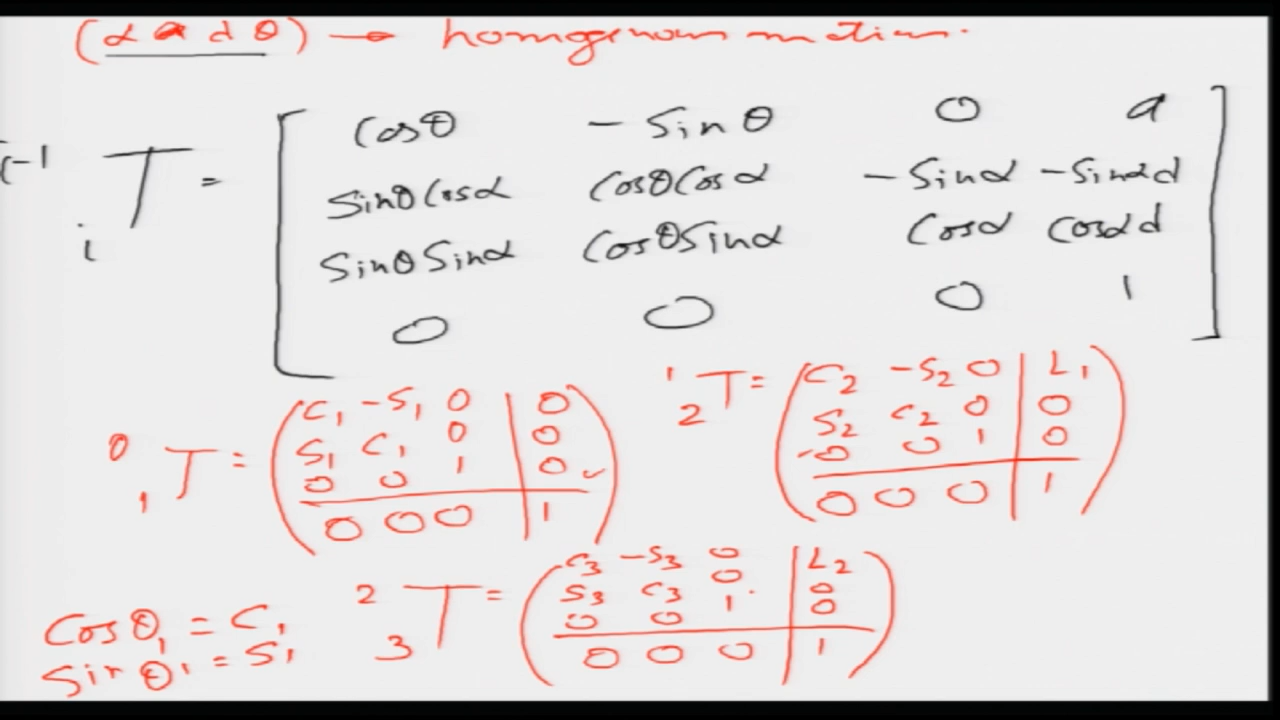 (α a d θ) → homogenous motion.
i-1
T =
i
Cosθ -Sinθ 0 a
SinθCosα CosθCosα -Sinα -Sinαd
SinθSinα CosθSinα Cosα Cosαd
0 0 0 1
0
1 T =
C1 -S1 0 0
S1 C1 0 0
0 0 1 0
0 0 0 1
1
2 T =
C2 -S2 0 L1
S2 C2 0 0
0 0 1 0
0 0 0 1
Cosθ1 = C1
Sinθ1 = S1
2
3 T =
C3 -S3 0 L2
S3 C3 0 0
0 0 1 0
0 0 0 1